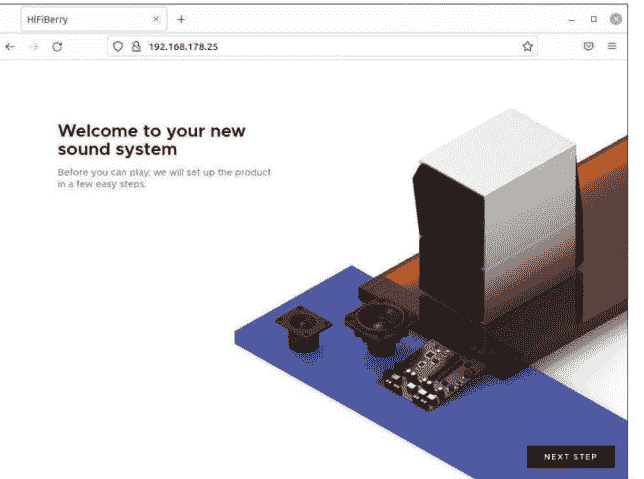 HiFiBerry
192.168.178.25
Welcome to your new
sound system
Before you can play, we will set up the product
in a few easy steps.
NEXT STEP